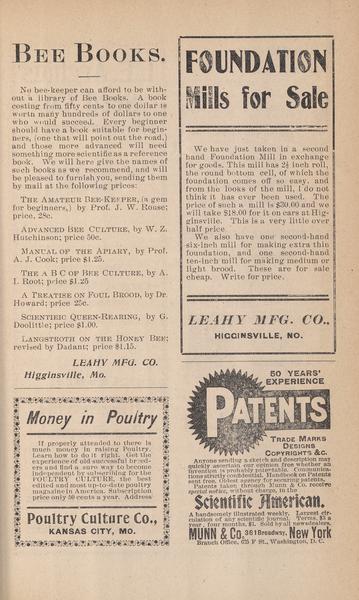 BEE BOOKS.
No bee-keeper can afford to be with-
out a library of Bee Books. A book
costing from fifty cents to one dollar is
worth many hundreds of dollars to one
who would succeed. Every beginner
should have a book suitable for begin-
ners, (one that will point out the road,)
and those more advanced will need
something more scientific as a reference
book. We will here give the names of
such books as we recommend, and will
be pleased to furnish you, sending them
by mail at the following prices:
THE AMATEUR BEE-KEEPER, (a gem
for beginners,) by Prof. J. W. Rouse;
price, 28c.
ADVANCED BEE CULTURE, by W. Z.
Hutchinson; price 50c.
MANUAL OF THE APIARY, by Prof.
A. J. Cook; price $1.25.
THE A B C OF BEE CULTURE, by A.
I. Root; price $1.25
A TREATISE ON FOUL BROOD, by Dr.
Howard; price 25c.
SCIENTIFIC QUEEN-REARING, by G.
Doolittle; price $1.00.
LANGSTROTH ON THE HONEY BEE;
revised by Dadant; price $1.15.
LEAHY MFG. CO.
Higginsville, Mo.
Money in Poultry
If properly attended to there is
much money in raising Poultry.
Learn how to do it right. Get the
experience of old successful breed-
ers and find a sure way to become
independent by subscribing for the
POULTRY CULTURE, the best
edited and most up-to-date poultry
magazine in America. Subscription
price only 50 cents a year. Address
Poultry Culture Co.,
KANSAS CITY, MO.
FOUNDATION
Mills for Sale
We have just taken in a second
hand Foundation Mill in exchange
for goods. This mill has 2½ inch roll,
the round bottom cell, of which the
foundation comes off so easy, and
from the looks of the mill, I do not
think it has ever been used. The
price of such a mill is $30.00 and we
will take $18.00 for it on cars at Hig-
ginsville. This is a very little over
half price.
We also have one second-hand
six-inch mill for making extra thin
foundation, and one second-hand
ten-inch mill for making medium or
light brood. These are for sale
cheap. Write for price.
LEAHY MFG. CO.,
HIGGINSVILLE, MO.
50 YEARS'
EXPERIENCE
PATENTS
TRADE MARKS
DESIGNS
COPYRIGHTS &C.
Anyone sending a sketch and description may
quickly ascertain our opinion free whether an
invention is probably patentable. Communica-
tions strictly confidential. Handbook on Patents
sent free. Oldest agency for securing patents.
Patents taken through Munn & Co. receive
special notice, without charge, in the
Scientific American.
A handsomely illustrated weekly. Largest cir-
culation of any scientific journal. Terms, $3 a
year; four months, $1. Sold by all newsdealers.
MUNN & Co. 361 Broadway, New York
Branch Office, 625 F St., Washington, D. C.